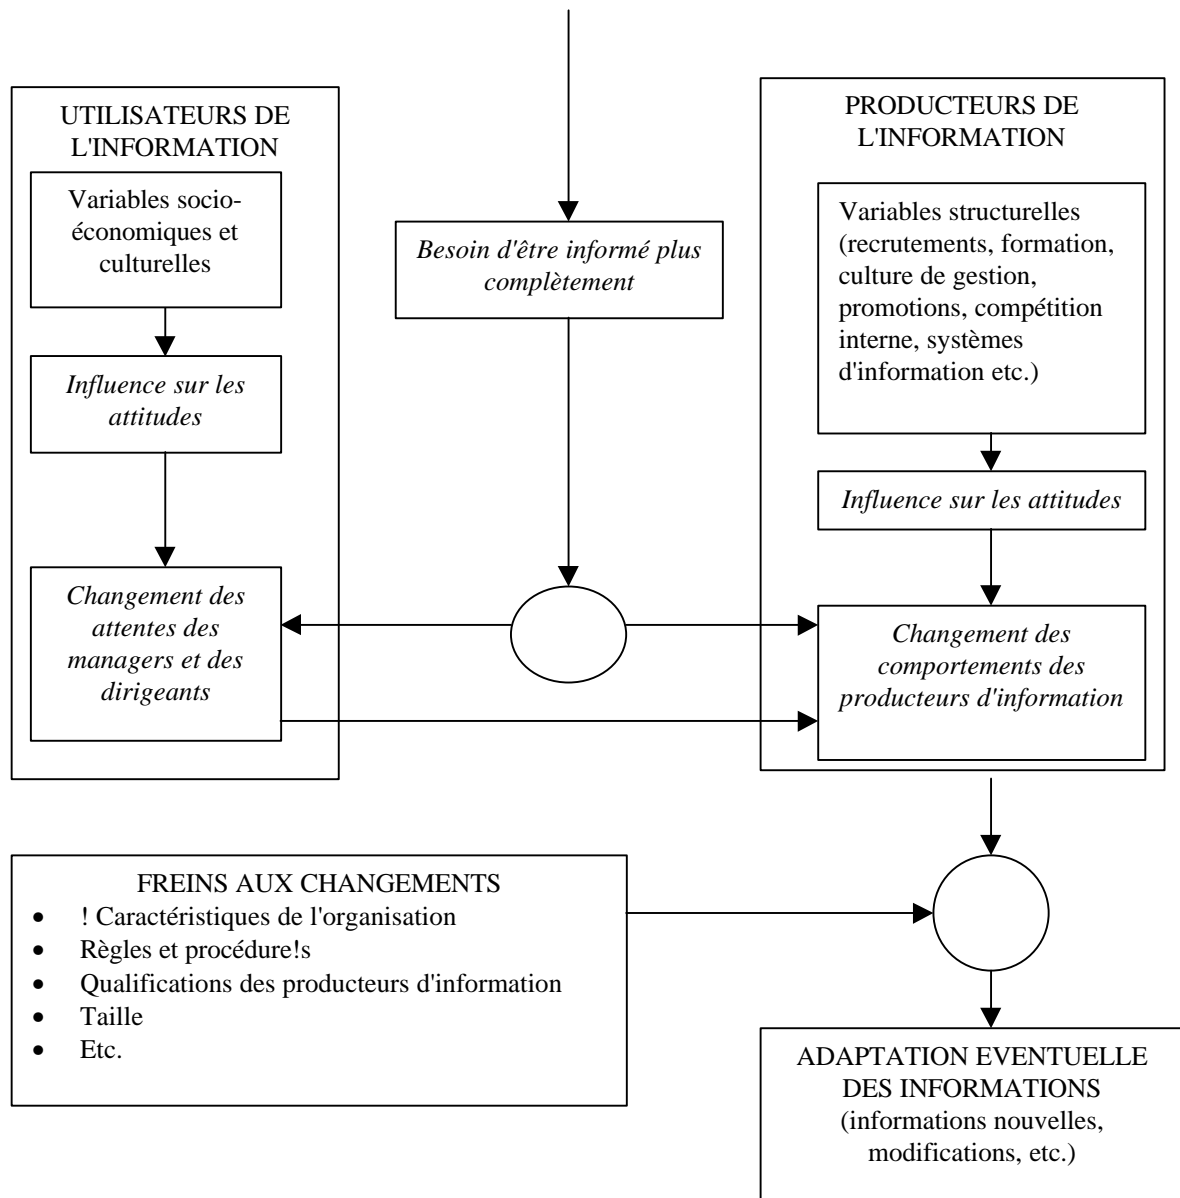 UTILISATEURS DE
L'INFORMATION
Variables socio-
économiques et
culturelles
Influence sur les
attitudes
Changement des
attentes des
managers et des
dirigeants
Besoin d'être informé plus
complètement
PRODUCTEURS DE
L'INFORMATION
Variables structurelles
(recrutements, formation,
culture de gestion,
promotions, compétition
interne, systèmes
d'information etc.)
Influence sur les attitudes
Changement des
comportements des
producteurs d'information
FREINS AUX CHANGEMENTS
• ! Caractéristiques de l'organisation
• Règles et procédure!s
• Qualifications des producteurs d'information
• Taille
• Etc.
ADAPTATION EVENTUELLE
DES INFORMATIONS
(informations nouvelles,
modifications, etc.)